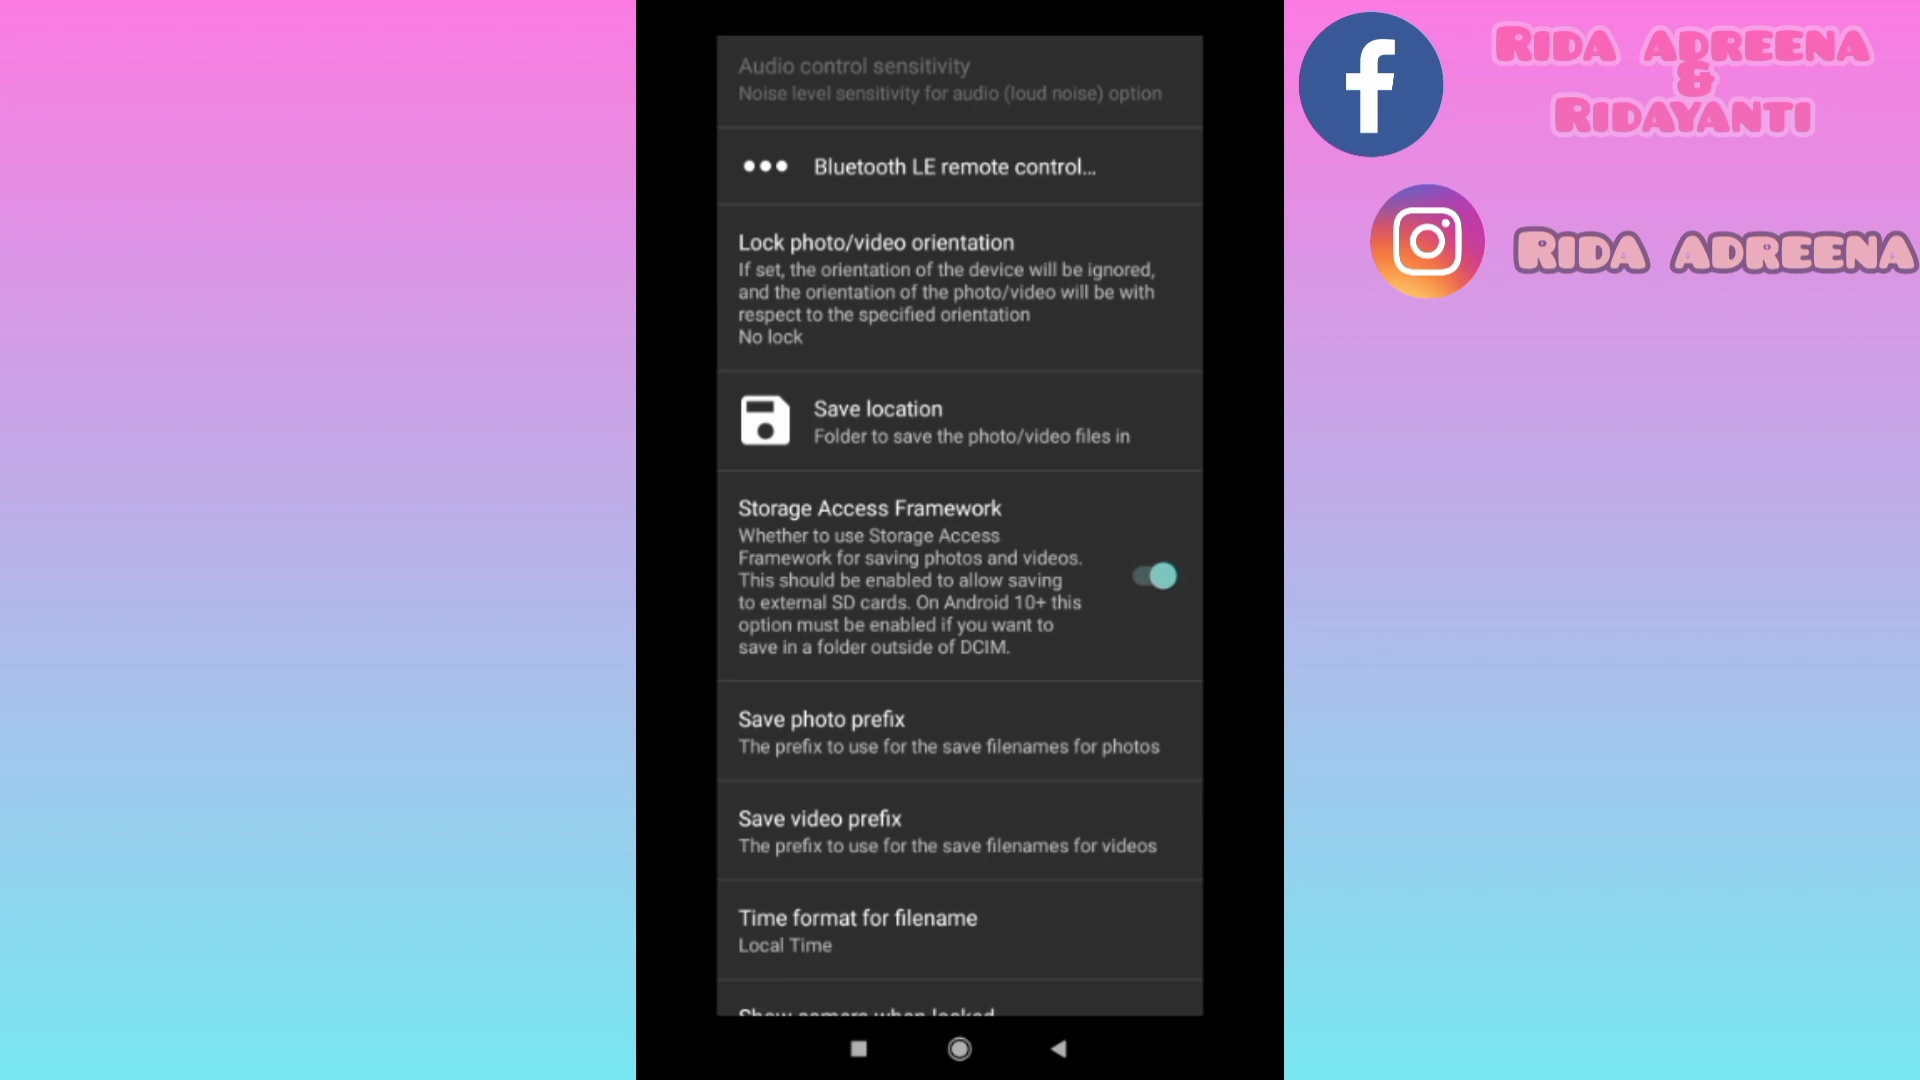 Audio control sensitivity
Noise level sensitivity for audio (loud noise) option
Bluetooth LE remote control...
Lock photo/video orientation
If set, the orientation of the device will be ignored,
and the orientation of the photo/video will be with
respect to the specified orientation
No lock
Save location
Folder to save the photo/video files in
Storage Access Framework
Whether to use Storage Access
Framework for saving photos and videos.
This should be enabled to allow saving
to external SD cards. On Android 10+ this
option must be enabled if you want to
save in a folder outside of DCIM.
Save photo prefix
The prefix to use for the save filenames for photos
Save video prefix
The prefix to use for the save filenames for videos
Time format for filename
Local Time
Show camera when locked
RIDA ADREENA
&
RIDAYANTI
RIDA ADREENA